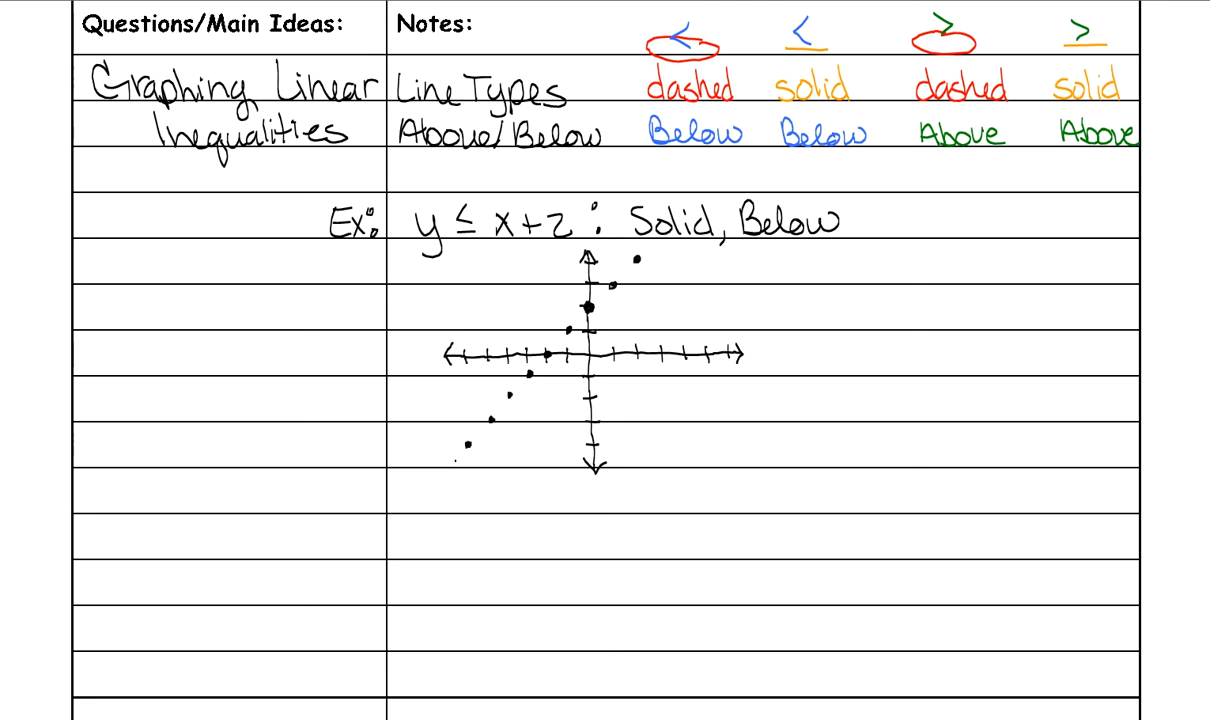 Questions/Main Ideas: Notes: < ≤ > ≥
Graphing Linear Line Types dashed solid dashed solid
Inequalities Above/Below Below Below Above Above
Ex: y ≤ x+2 : Solid, Below